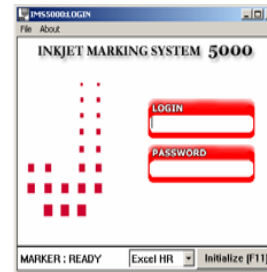 IMS5000:LOGIN
File About
INKJET MARKING SYSTEM 5000
LOGIN
PASSWORD
MARKER : READY Excel HR Initialize [F11]